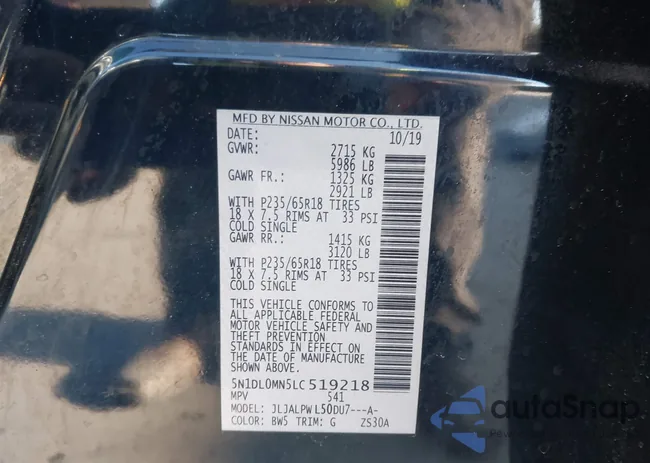 MFD BY NISSAN MOTOR CO., LTD.
DATE: 10/19
GVWR: 2715 KG
5986 LB
GAWR FR.: 1325 KG
2921 LB
WITH P235/65R18 TIRES
18 X 7.5 RIMS AT 33 PSI
COLD SINGLE
GAWR RR.: 1415 KG
3120 LB
WITH P235/65R18 TIRES
18 X 7.5 RIMS AT 33 PSI
COLD SINGLE
THIS VEHICLE CONFORMS TO
ALL APPLICABLE FEDERAL
MOTOR VEHICLE SAFETY AND
THEFT PREVENTION
STANDARDS IN EFFECT ON
THE DATE OF MANUFACTURE
SHOWN ABOVE.
5N1DL0MN5LC519218
MPV 541
MODEL: JLJALPWL50DU7---A-
COLOR: BW5 TRIM: G ZS30A
autoSnap